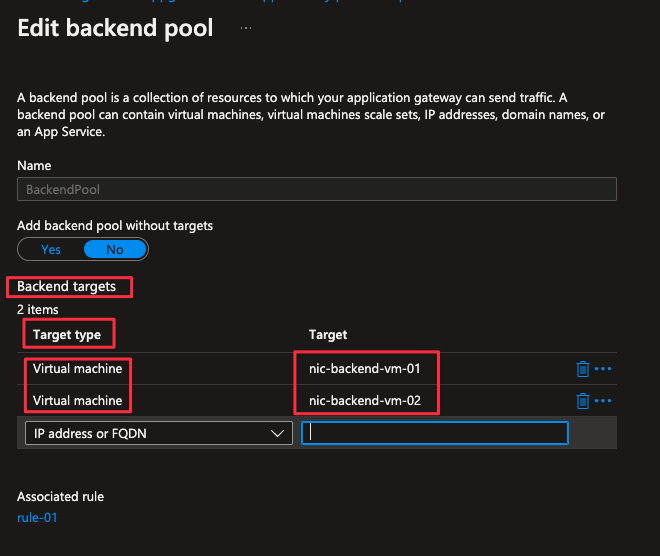 Edit backend pool ...
A backend pool is a collection of resources to which your application gateway can send traffic. A
backend pool can contain virtual machines, virtual machines scale sets, IP addresses, domain names, or
an App Service.
Name
BackendPool
Add backend pool without targets
Yes No
Backend targets
2 items
Target type Target
Virtual machine nic-backend-vm-01
Virtual machine nic-backend-vm-02
IP address or FQDN
Associated rule
rule-01